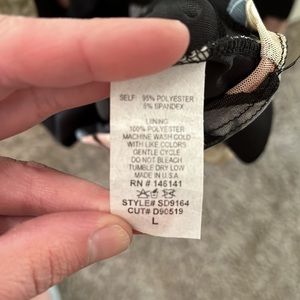 SELF: 95% POLYESTER
5% SPANDEX
LINING
100% POLYESTER
MACHINE WASH COLD
WITH LIKE COLORS
GENTLE CYCLE
DO NOT BLEACH
TUMBLE DRY LOW
MADE IN U.S.A
RN # 146141
STYLE# SD9164
CUT# D90519
L